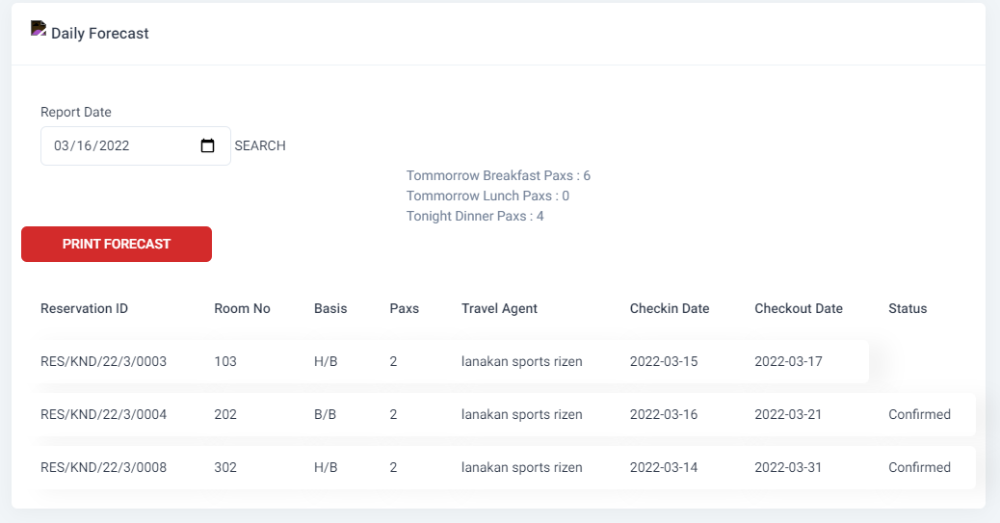 Daily Forecast
Report Date
03/16/2022 SEARCH
Tommorrow Breakfast Paxs : 6
Tommorrow Lunch Paxs : 0
Tonight Dinner Paxs : 4
PRINT FORECAST
Reservation ID Room No Basis Paxs Travel Agent Checkin Date Checkout Date Status
RES/KND/22/3/0003 103 H/B 2 lanakan sports rizen 2022-03-15 2022-03-17
RES/KND/22/3/0004 202 B/B 2 lanakan sports rizen 2022-03-16 2022-03-21 Confirmed
RES/KND/22/3/0008 302 H/B 2 lanakan sports rizen 2022-03-14 2022-03-31 Confirmed